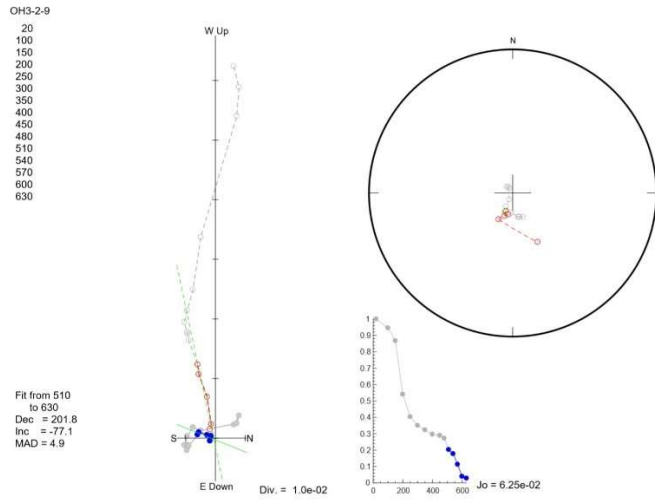 OH3-2-9
20
100
150
200
250
300
350
400
450
480
510
540
570
600
630
W Up
S
IN
E Down
Div. = 1.0e-02
Fit from 510
to 630
Dec = 201.8
Inc = -77.1
MAD = 4.9
N
1
0.9
0.8
0.7
0.6
0.5
0.4
0.3
0.2
0.1
0
0 200 400 600
Jo = 6.25e-02